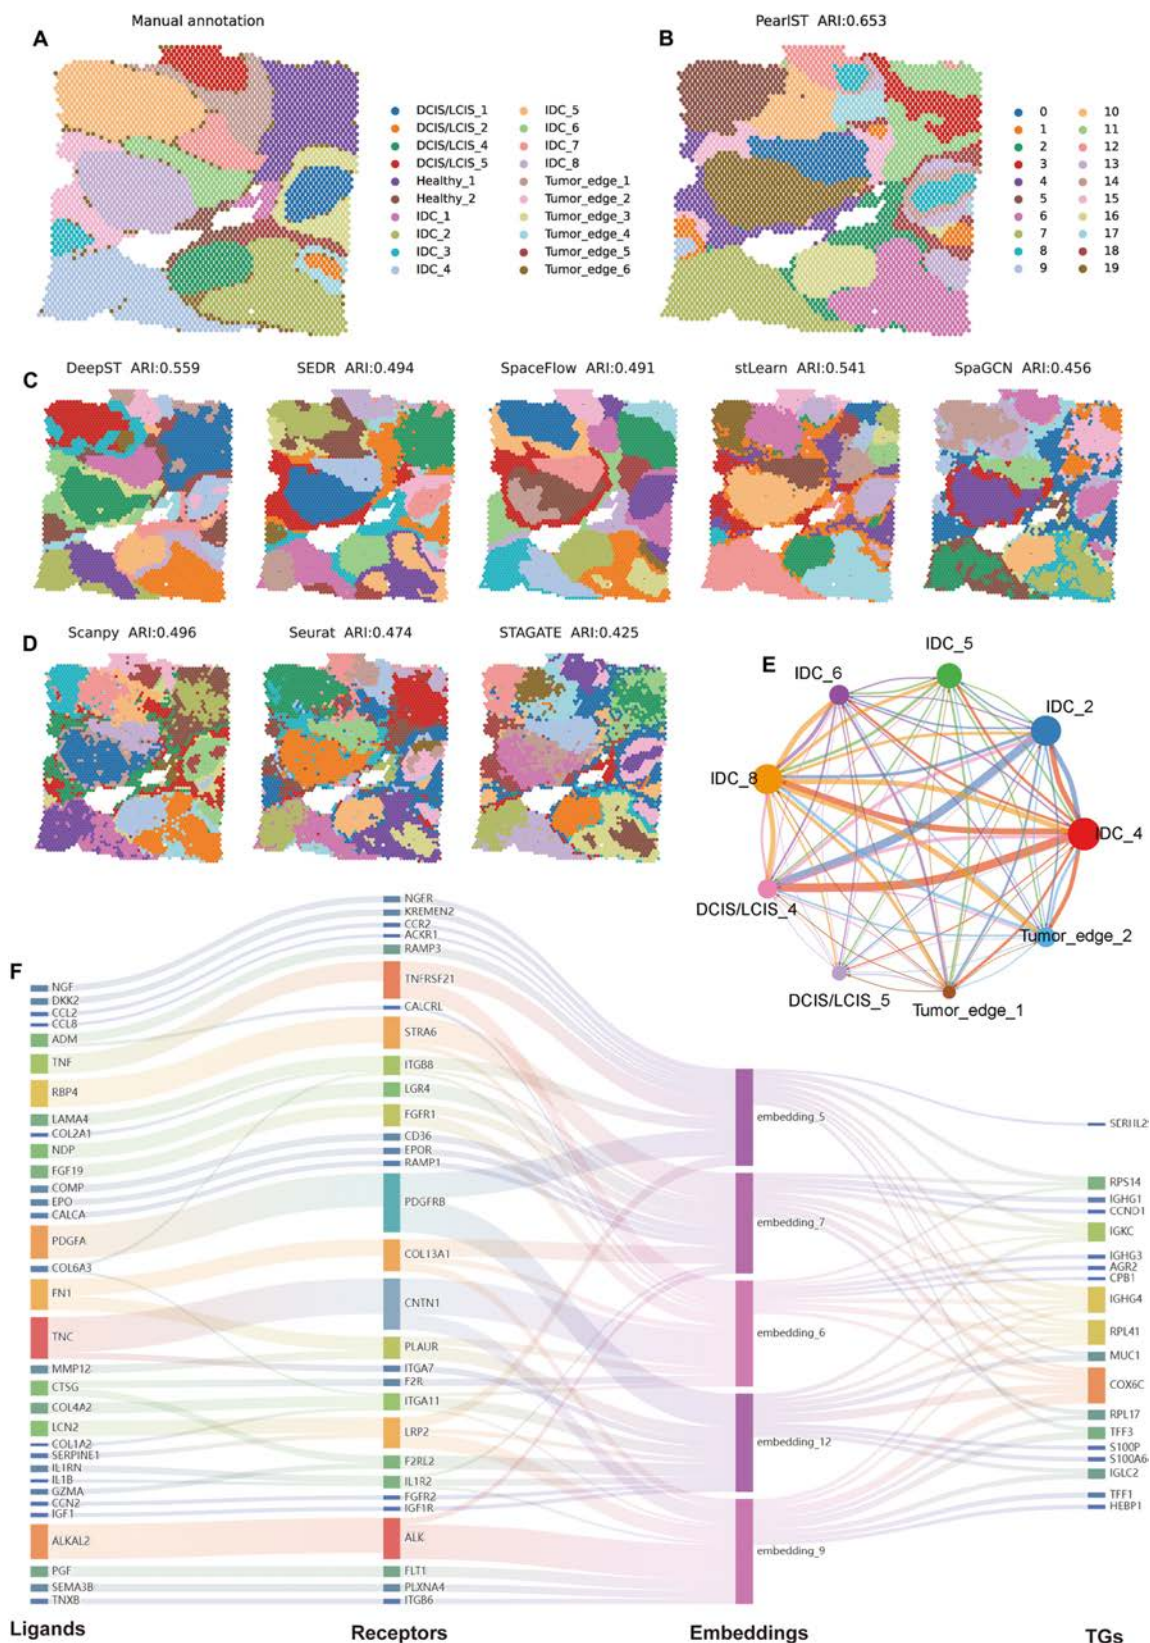 Manual annotation
A
DCIS/LCIS_1
DCIS/LCIS_2
DCIS/LCIS_4
DCIS/LCIS_5
Healthy_1
Healthy_2
IDC_1
IDC_2
IDC_3
IDC_4
IDC_5
IDC_6
IDC_7
IDC_8
Tumor_edge_1
Tumor_edge_2
Tumor_edge_3
Tumor_edge_4
Tumor_edge_5
Tumor_edge_6
PearlST ARI:0.653
B
0
1
2
3
4
5
6
7
8
9
10
11
12
13
14
15
16
17
18
19
C
DeepST ARI:0.559
SEDR ARI:0.494
SpaceFlow ARI:0.491
stLearn ARI:0.541
SpaGCN ARI:0.456
D
Scanpy ARI:0.496
Seurat ARI:0.474
STAGATE ARI:0.425
E
IDC_5
IDC_6
IDC_2
IDC_8
IDC_4
DCIS/LCIS_4
Tumor_edge_2
DCIS/LCIS_5
Tumor_edge_1
F
NGF
DKK2
CCL2
CCL8
ADM
TNF
RBP4
LAMA4
COL2A1
NDP
FGF19
COMP
EPO
CALCA
PDGFA
COL6A3
FN1
TNC
MMP12
CTSG
COL4A2
LCN2
COL1A2
SERPINE1
IL1RN
IL1B
GZMA
CCN2
IGF1
ALKAL2
PGF
SEMA3B
TNXB
Ligands
NGFR
KREMEN2
CCR2
ACKR1
RAMP3
TNFRSF21
CALCRL
STRA6
ITGB8
LGR4
FGFR1
CD36
EPOR
RAMP1
PDGFRB
COL13A1
CNTN1
PLAUR
ITGA7
F2R
ITGA11
LRP2
F2RL2
IL1R2
FGFR2
IGF1R
ALK
FLT1
PLXNA4
ITGB6
Receptors
embedding_5
embedding_7
embedding_6
embedding_12
embedding_9
Embeddings
RPS14
IGHG1
CCND1
IGKC
IGHG3
AGR2
CPB1
IGHG4
RPL41
MUC1
COX6C
RPL17
TFF3
S100P
IGLC2
TFF1
HEBP1
TGs